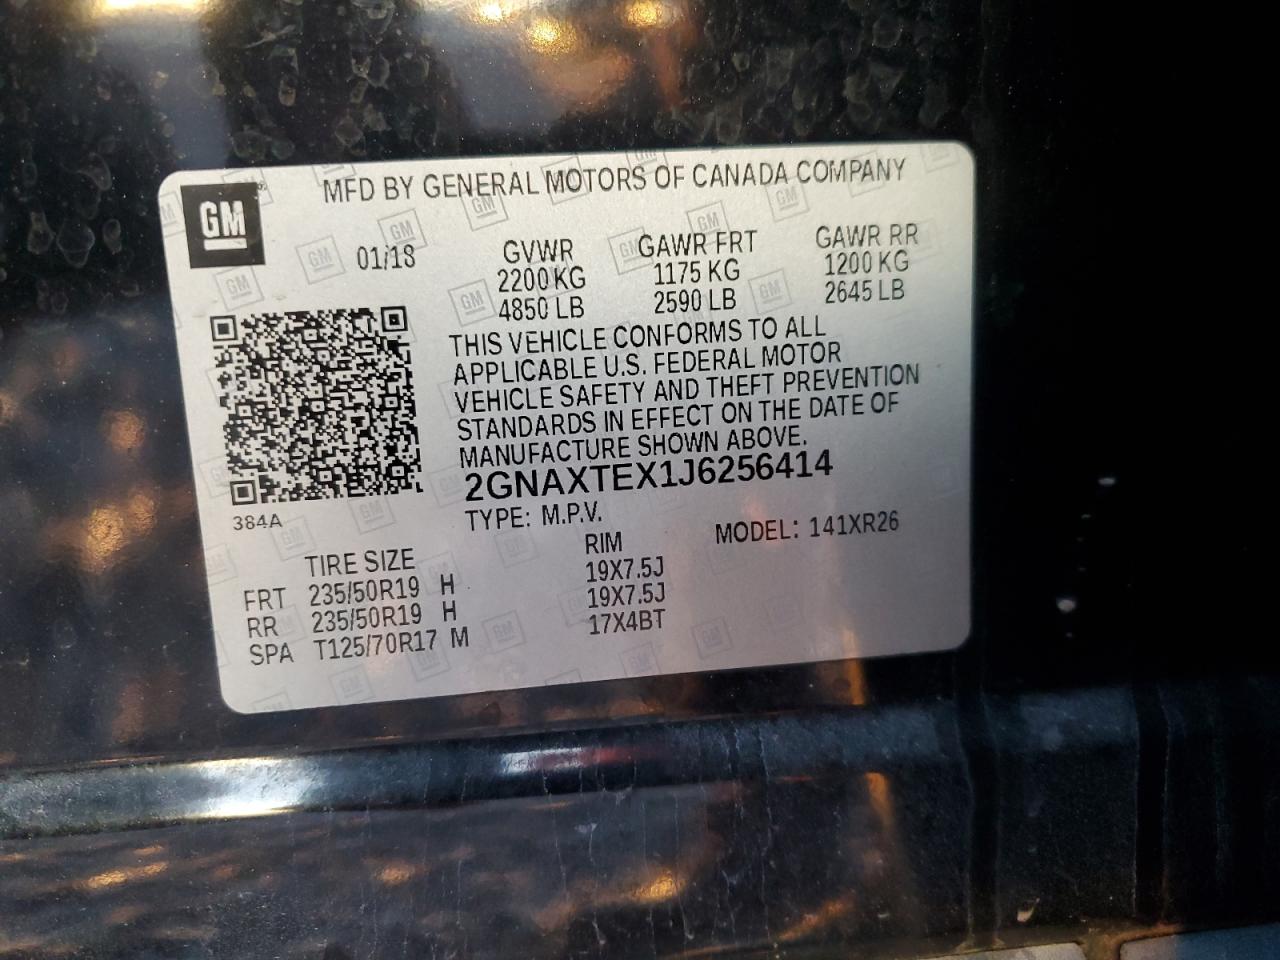 GM
MFD BY GENERAL MOTORS OF CANADA COMPANY
01/18
GVWR
2200 KG
4850 LB
GAWR FRT
1175 KG
2590 LB
GAWR RR
1200 KG
2645 LB
THIS VEHICLE CONFORMS TO ALL
APPLICABLE U.S. FEDERAL MOTOR
VEHICLE SAFETY AND THEFT PREVENTION
STANDARDS IN EFFECT ON THE DATE OF
MANUFACTURE SHOWN ABOVE.
2GNAXTEX1J6256414
384A
TYPE: M.P.V.
MODEL: 141XR26
TIRE SIZE RIM
FRT 235/50R19 H 19X7.5J
RR 235/50R19 H 19X7.5J
SPA T125/70R17 M 17X4BT